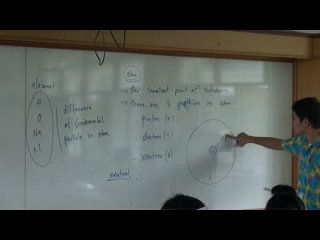 Atom
element
- The smallest part of substance
- There are 3 particles in atom
H
O
Na
difference
of fundamental
particle in atom
- proton (+)
- electron (-)
- neutron (0)
neutral